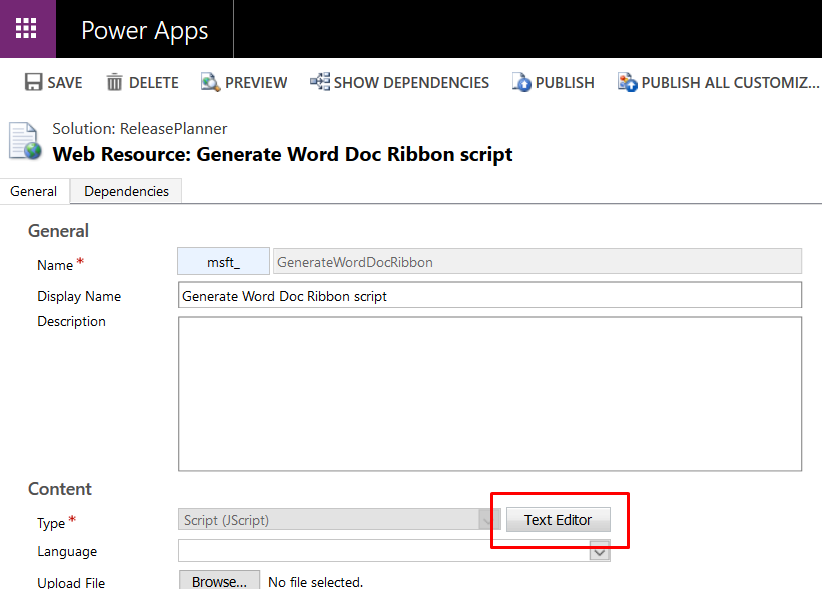 Power Apps
SAVE DELETE PREVIEW SHOW DEPENDENCIES PUBLISH PUBLISH ALL CUSTOMIZ...
Solution: ReleasePlanner
Web Resource: Generate Word Doc Ribbon script
General Dependencies
General
Name * msft_ GenerateWordDocRibbon
Display Name Generate Word Doc Ribbon script
Description
Content
Type * Script (JScript) Text Editor
Language
Upload File Browse... No file selected.